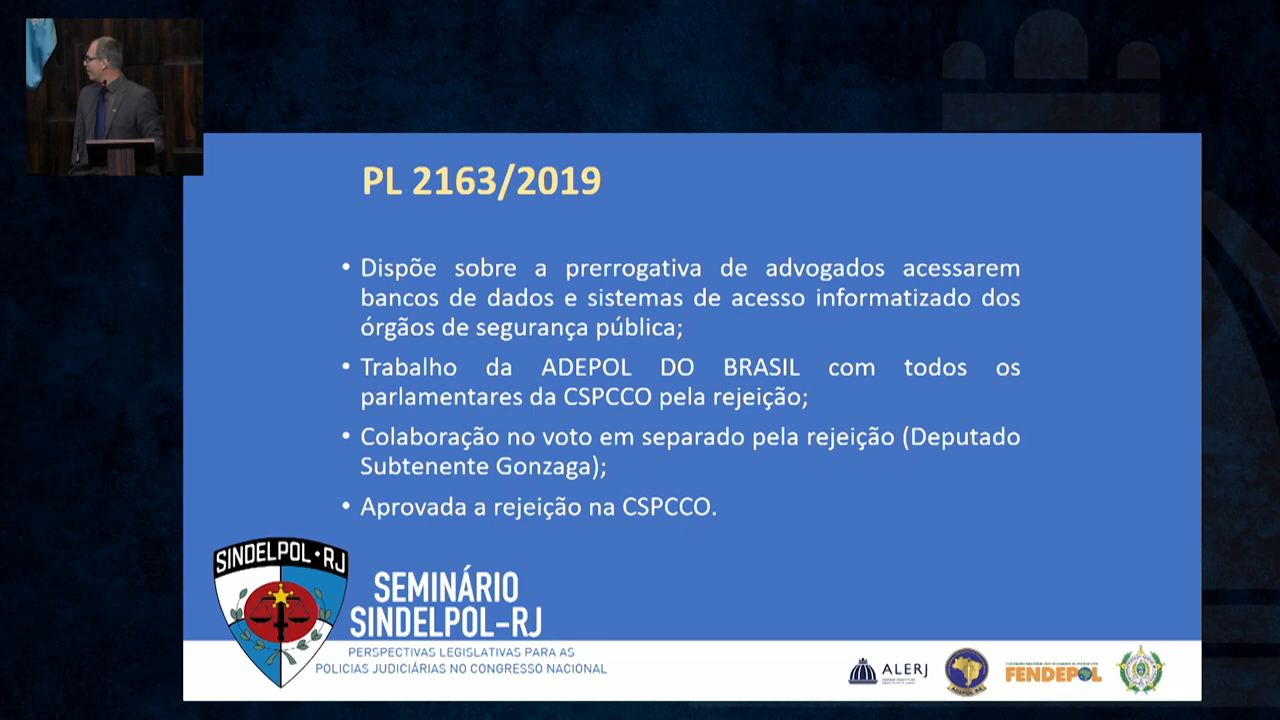 PL 2163/2019
• Dispõe sobre a prerrogativa de advogados acessarem
bancos de dados e sistemas de acesso informatizado dos
órgãos de segurança pública;
• Trabalho da ADEPOL DO BRASIL com todos os
parlamentares da CSPCCO pela rejeição;
• Colaboração no voto em separado pela rejeição (Deputado
Subtenente Gonzaga);
• Aprovada a rejeição na CSPCCO.
SINDELPOL • RJ
SEMINÁRIO
SINDELPOL-RJ
PERSPECTIVAS LEGISLATIVAS PARA AS
POLICIAS JUDICIÁRIAS NO CONGRESSO NACIONAL
ALERJ
FENDEPOL